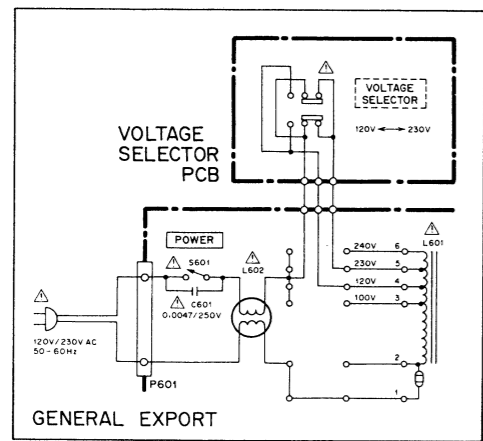 VOLTAGE
SELECTOR
120V ↔ 230V
VOLTAGE
SELECTOR
PCB
POWER
S601
C601
0.0047/250V
L602
240V 6
230V 5
120V 4
100V 3
2
1
L601
120V/230V AC
50-60Hz
P601
GENERAL EXPORT